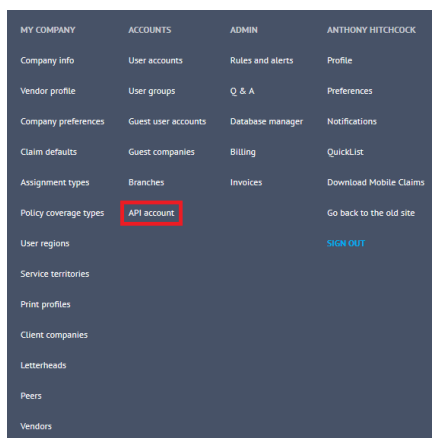 MY COMPANY ACCOUNTS ADMIN ANTHONY HITCHCOCK
Company info User accounts Rules and alerts Profile
Vendor profile User groups Q & A Preferences
Company preferences Guest user accounts Database manager Notifications
Claim defaults Guest companies Billing QuickList
Assignment types Branches Invoices Download Mobile Claims
Policy coverage types API account Go back to the old site
User regions SIGN OUT
Service territories
Print profiles
Client companies
Letterheads
Peers
Vendors